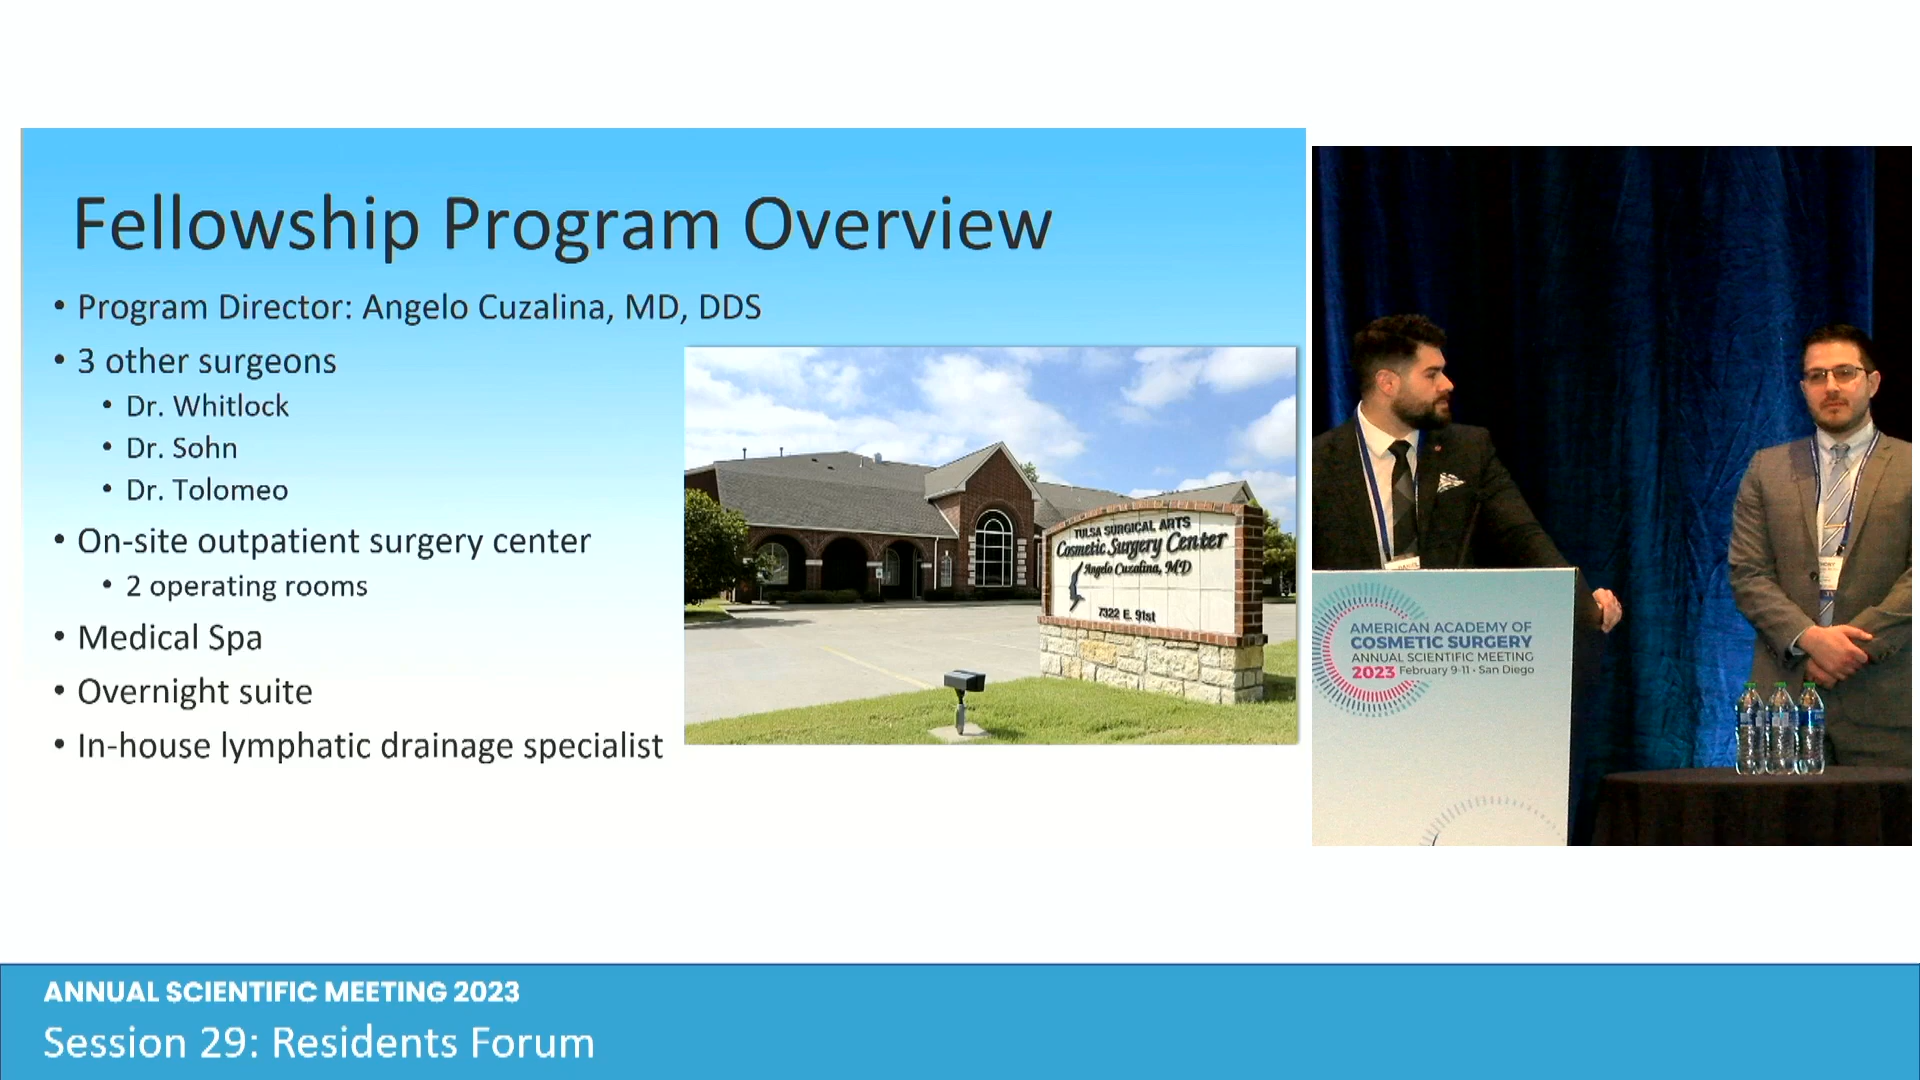 Fellowship Program Overview
• Program Director: Angelo Cuzalina, MD, DDS
• 3 other surgeons
• Dr. Whitlock
• Dr. Sohn
• Dr. Tolomeo
• On-site outpatient surgery center
• 2 operating rooms
• Medical Spa
• Overnight suite
• In-house lymphatic drainage specialist
TULSA SURGICAL ARTS
Cosmetic Surgery Center
Angelo Cuzalina, MD
7322 E. 91st
AMERICAN ACADEMY OF
COSMETIC SURGERY
ANNUAL SCIENTIFIC MEETING
2023 February 9-11 • San Diego
ANNUAL SCIENTIFIC MEETING 2023
Session 29: Residents Forum